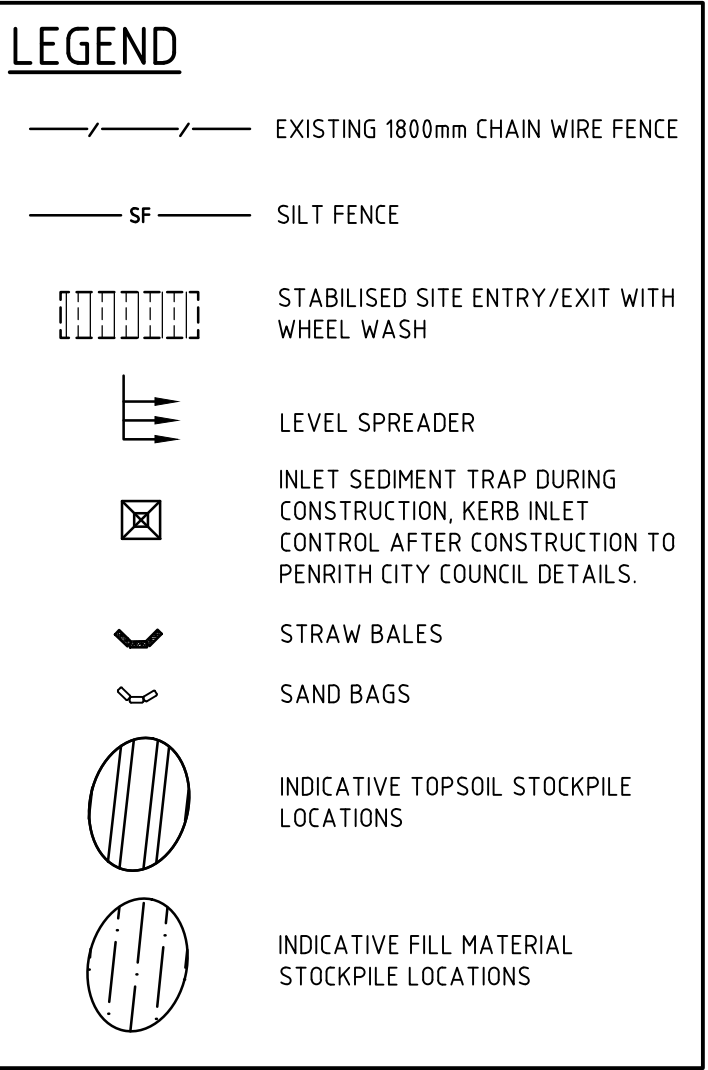 LEGEND
EXISTING 1800mm CHAIN WIRE FENCE
SF
SILT FENCE
STABILISED SITE ENTRY/EXIT WITH
WHEEL WASH
LEVEL SPREADER
INLET SEDIMENT TRAP DURING
CONSTRUCTION, KERB INLET
CONTROL AFTER CONSTRUCTION TO
PENRITH CITY COUNCIL DETAILS.
STRAW BALES
SAND BAGS
INDICATIVE TOPSOIL STOCKPILE
LOCATIONS
INDICATIVE FILL MATERIAL
STOCKPILE LOCATIONS